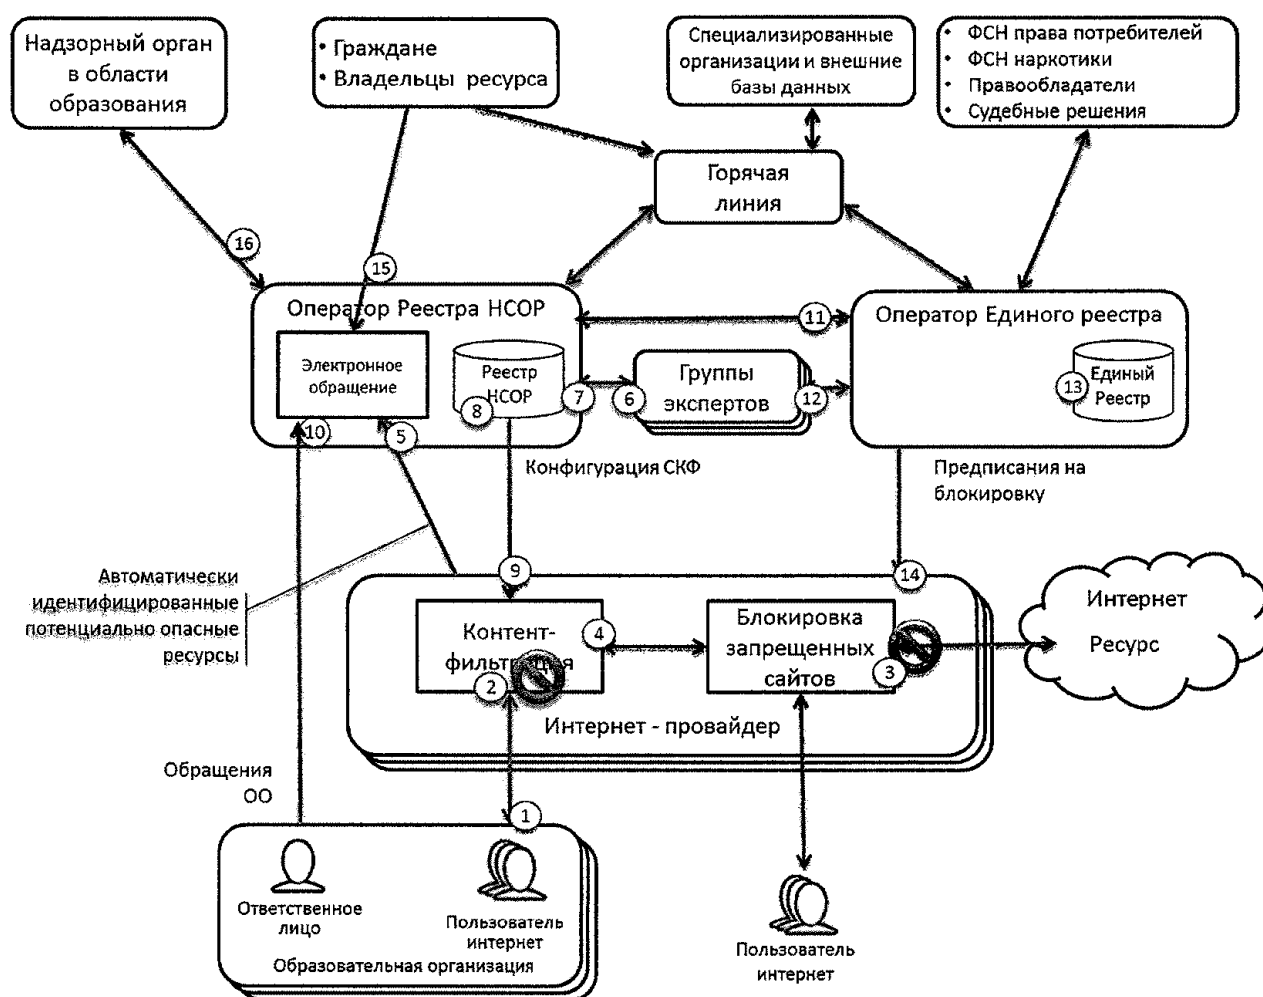 Надзорный орган
в области
образования
• Граждане
• Владельцы ресурса
Специализированные
организации и внешние
базы данных
• ФСН права потребителей
• ФСН наркотики
• Правообладатели
• Судебные решения
Горячая
линия
16
15
Оператор Реестра НСОР
11
Оператор Единого реестра
Электронное
обращение
Реестр
НСОР
8
7
6
Группы
экспертов
12
13
Единый
Реестр
10
5
Конфигурация СКФ
Предписания на
блокировку
Автоматически
идентифицированные
потенциально опасные
ресурсы
9
14
Контент-
фильтрация
2
4
Блокировка
запрещенных
сайтов
3
Интернет
Ресурс
Интернет - провайдер
Обращения
ОО
1
Ответственное
лицо
Пользователь
интернет
Образовательная организация
Пользователь
интернет